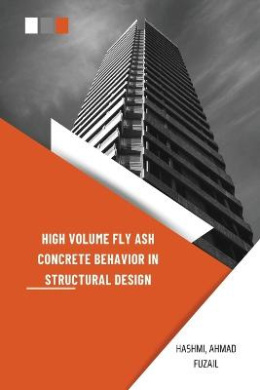 HIGH VOLUME FLY ASH
CONCRETE BEHAVIOR IN
STRUCTURAL DESIGN
HASHMI, AHMAD
FUZAIL